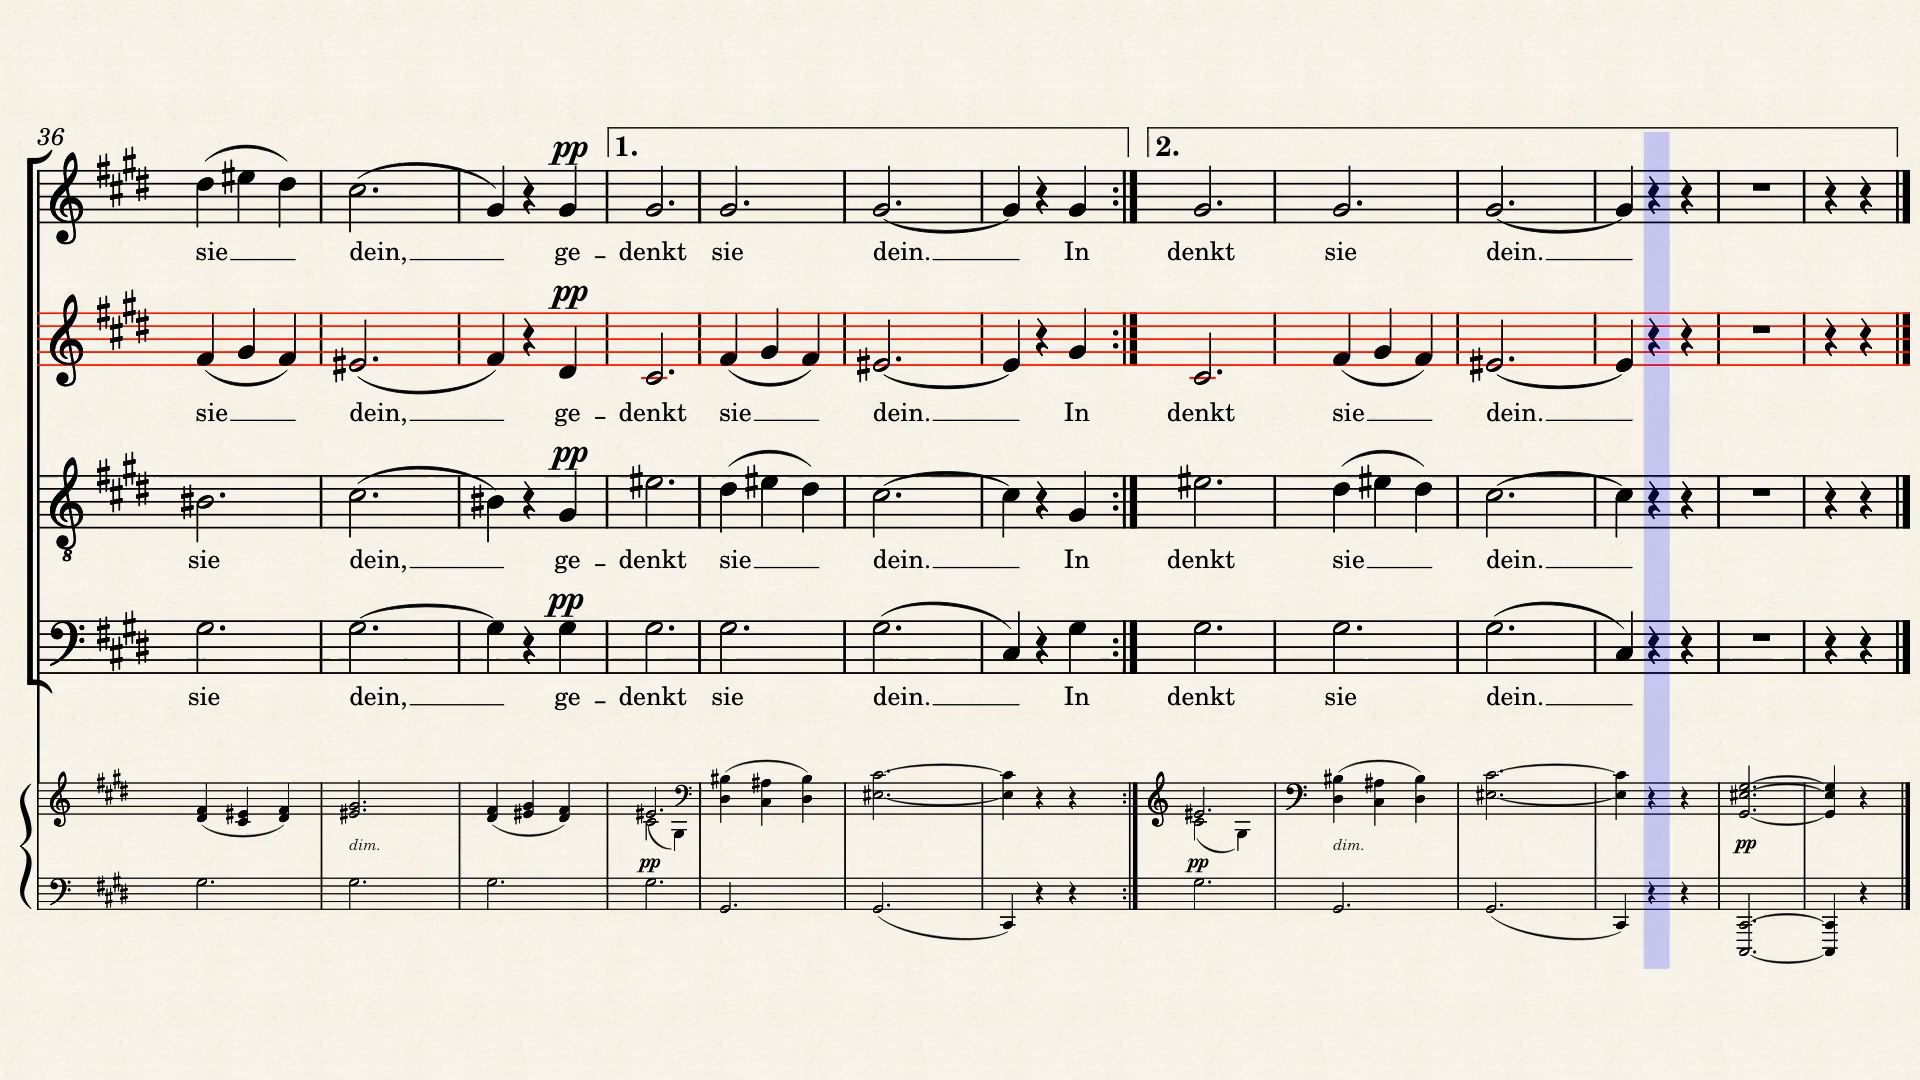 36
pp
1. 2.
sie dein, ge - denkt sie dein. In denkt sie dein.
pp
sie dein, ge - denkt sie dein. In denkt sie dein.
pp
8
sie dein, ge - denkt sie dein. In denkt sie dein.
pp
sie dein, ge - denkt sie dein. In denkt sie dein.
dim. pp pp dim. pp